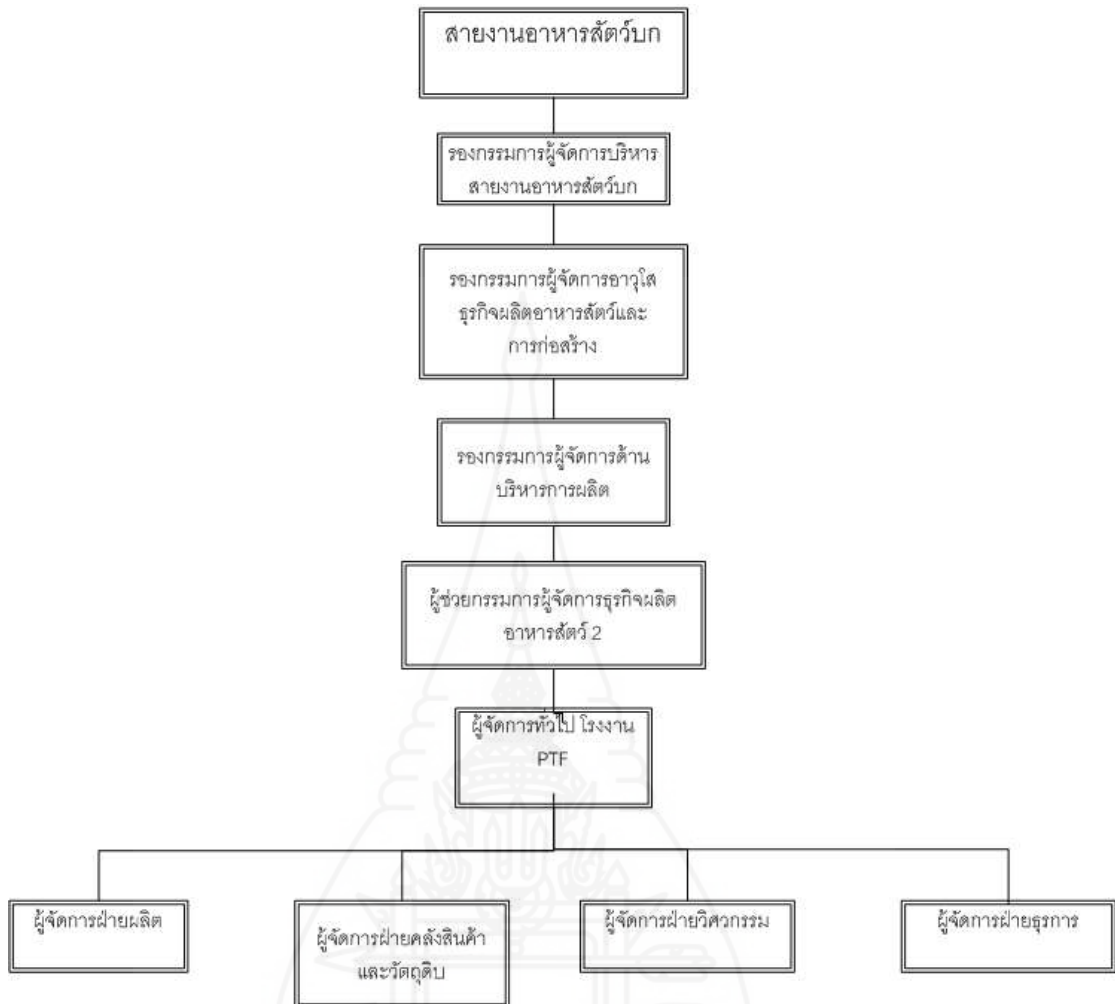 สายงานอาหารสัตว์บก
รองกรรมการผู้จัดการบริหาร
สายงานอาหารสัตว์บก
รองกรรมการผู้จัดการอาวุโส
ธุรกิจผลิตอาหารสัตว์และ
การก่อสร้าง
รองกรรมการผู้จัดการด้าน
บริหารการผลิต
ผู้ช่วยกรรมการผู้จัดการธุรกิจผลิต
อาหารสัตว์ 2
ผู้จัดการทั่วไป โรงงาน
PTF
ผู้จัดการฝ่ายผลิต
ผู้จัดการฝ่ายคลังสินค้า
และวัตถุดิบ
ผู้จัดการฝ่ายวิศวกรรม
ผู้จัดการฝ่ายธุรการ